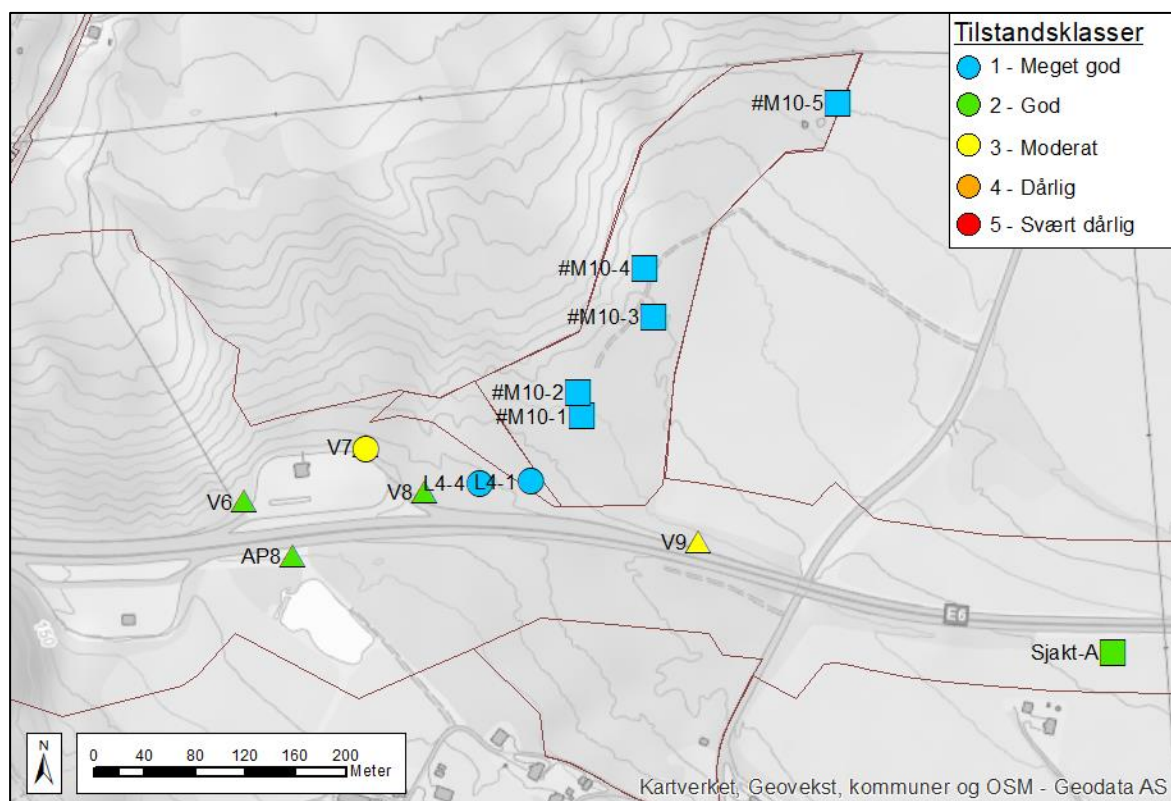 Tilstandsklasser
1 - Meget god
2 - God
3 - Moderat
4 - Dårlig
5 - Svært dårlig
#M10-5
#M10-4
#M10-3
#M10-2
#M10-1
V7
L4-4
L4-1
V8
V6
V9
AP8
E6
150
Sjakt-A
N
0 40 80 120 160 200
Meter
Kartverket, Geovekst, kommuner og OSM - Geodata AS